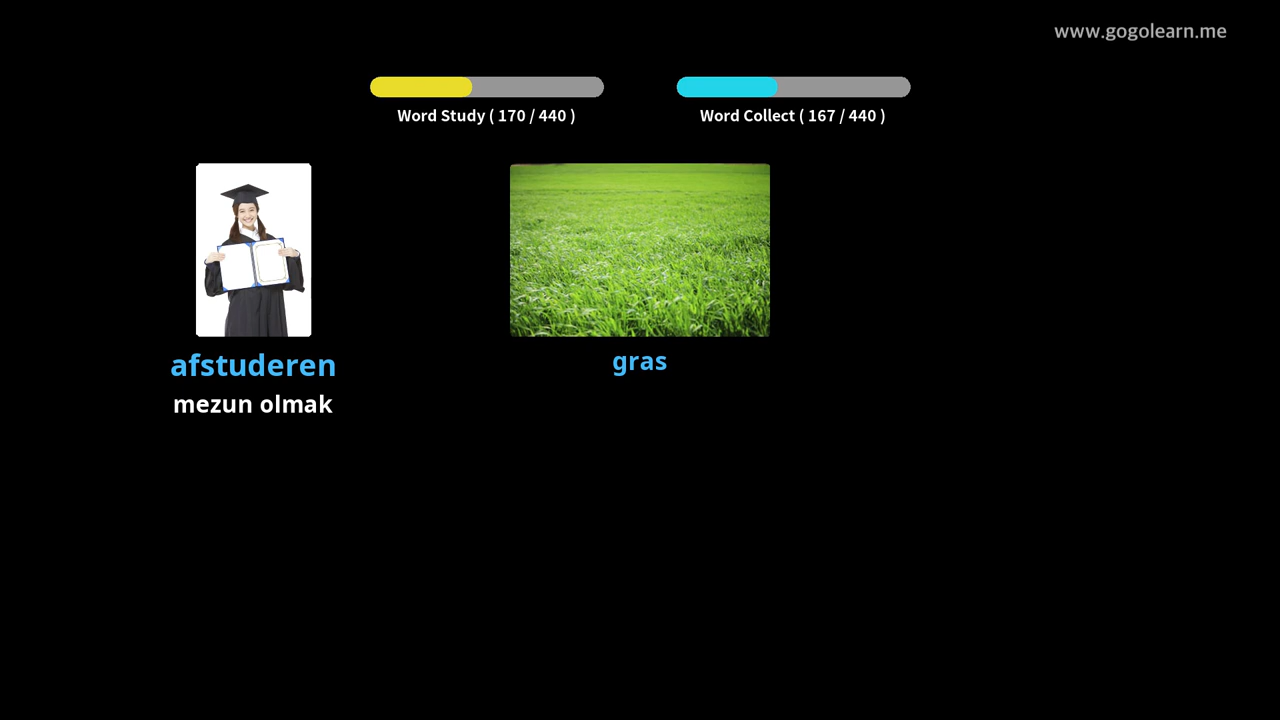 www.gogolearn.me
Word Study ( 170 / 440 )
Word Collect ( 167 / 440 )
afstuderen
mezun olmak
gras